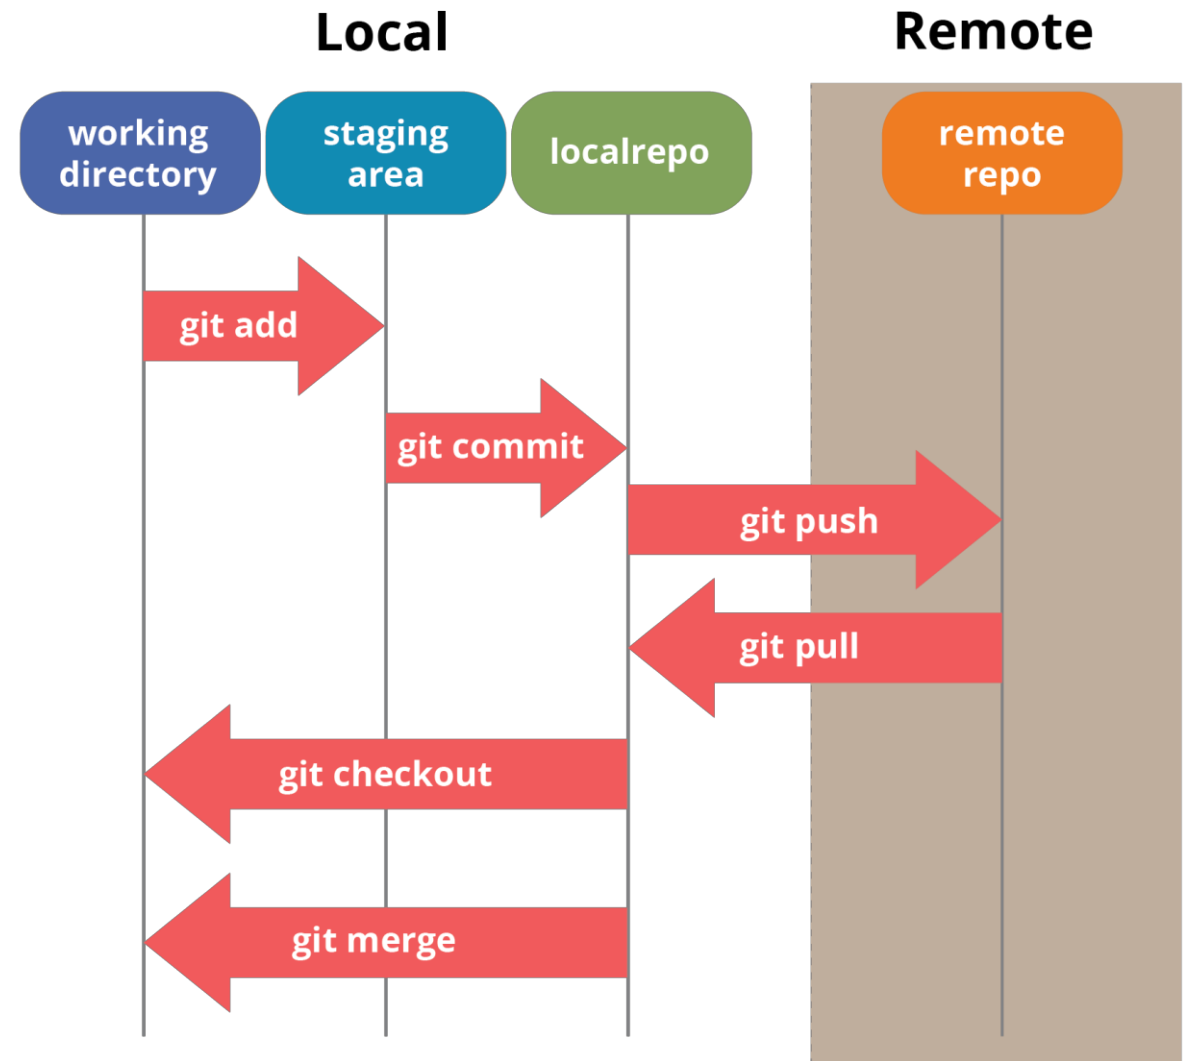 Local
Remote
working
directory
staging
area
localrepo
remote
repo
git add
git commit
git push
git pull
git checkout
git merge